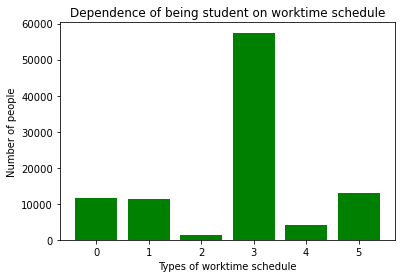 Dependence of being student on worktime schedule
Number of people
60000
50000
40000
30000
20000
10000
0
0 1 2 3 4 5
Types of worktime schedule